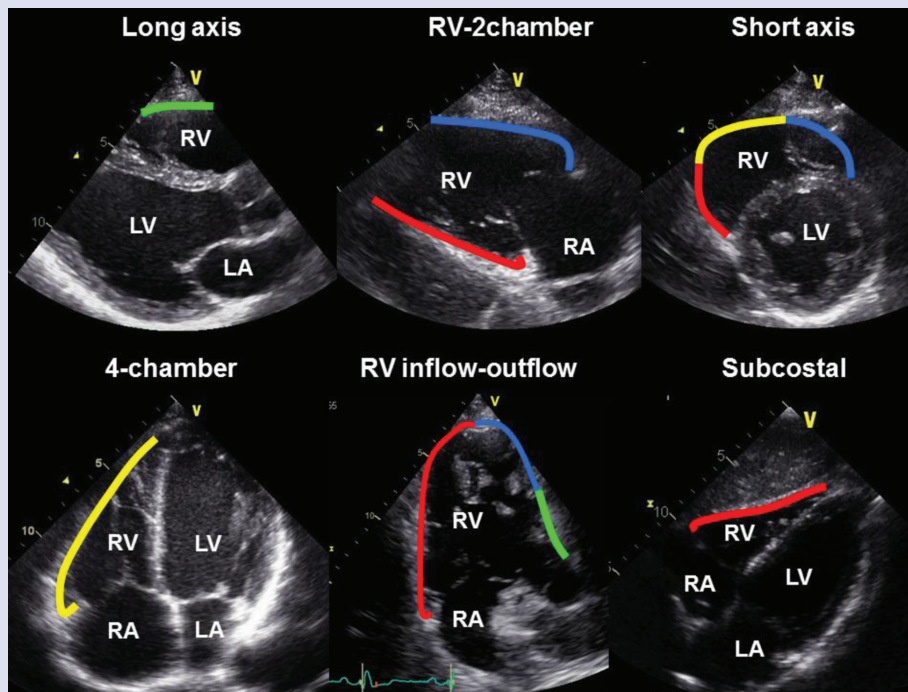 Long axis
RV-2chamber
Short axis
V
5
RV
LV
10
LA
V
5
RV
RA
V
5
RV
LV
10
4-chamber
RV inflow-outflow
Subcostal
V
5
10
RV
LV
RA
LA
V
5
10
RV
RA
V
5
10
RV
RA
LV
LA